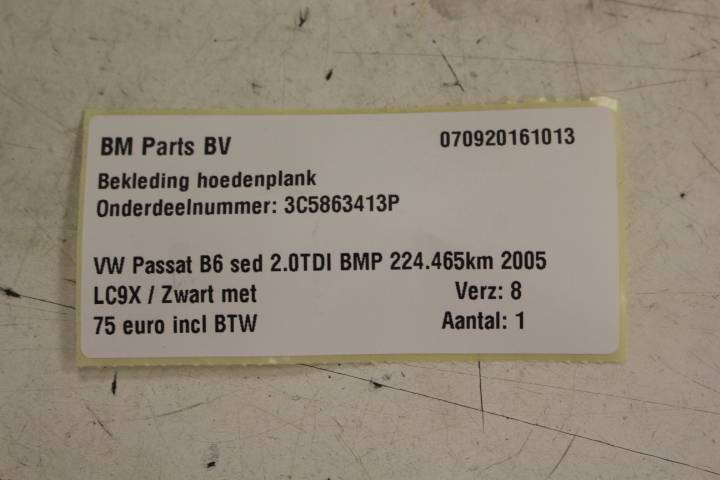 BM Parts BV 070920161013
Bekleding hoedenplank
Onderdeelnummer: 3C5863413P
VW Passat B6 sed 2.0TDI BMP 224.465km 2005
LC9X / Zwart met Verz: 8
75 euro incl BTW Aantal: 1